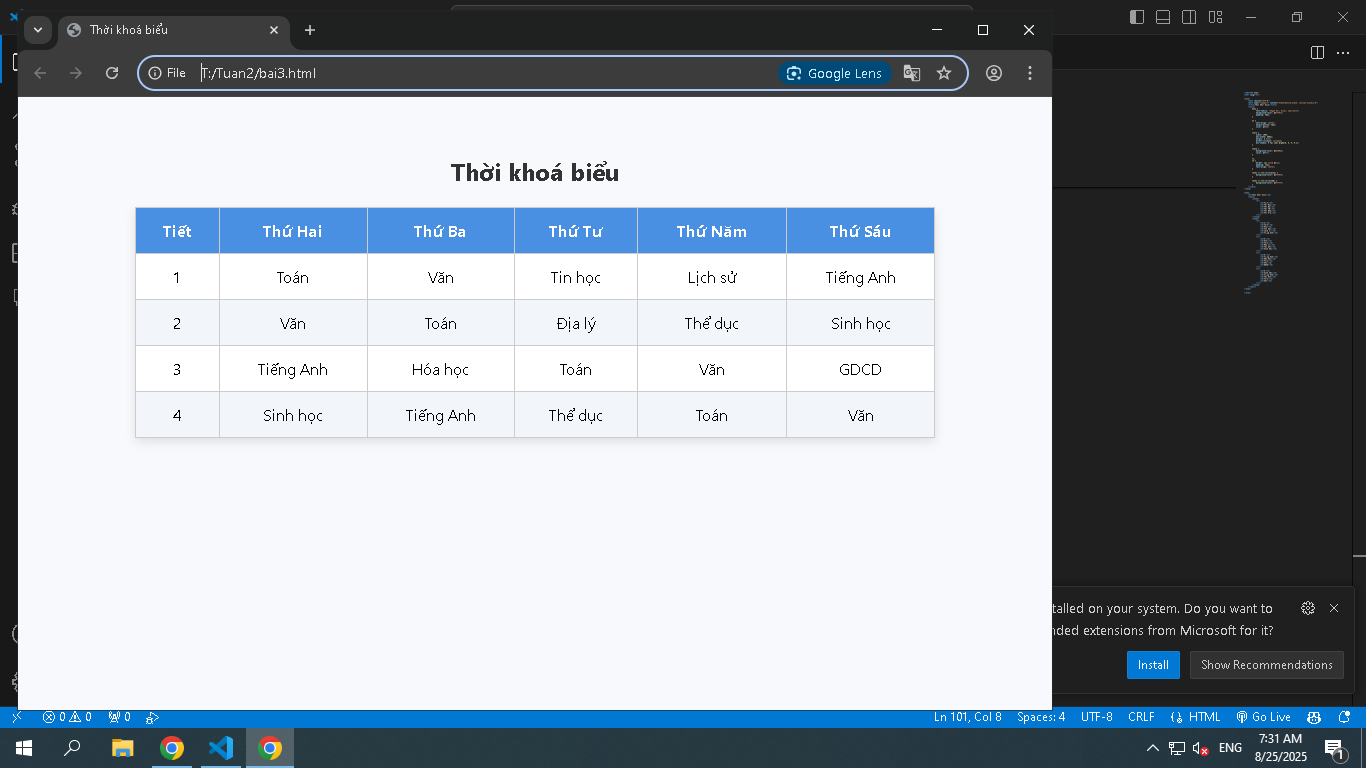 Thời khoá biểu
File T:/Tuan2/bai3.html Google Lens
Thời khoá biểu
Tiết Thứ Hai Thứ Ba Thứ Tư Thứ Năm Thứ Sáu
1 Toán Văn Tin học Lịch sử Tiếng Anh
2 Văn Toán Địa lý Thể dục Sinh học
3 Tiếng Anh Hóa học Toán Văn GDCD
4 Sinh học Tiếng Anh Thể dục Toán Văn
on your system. Do you want to
extensions from Microsoft for it?
Install Show Recommendations
0 0 0 Ln 101, Col 8 Spaces: 4 UTF-8 CRLF HTML Go Live
ENG 7:31 AM
8/25/2025 1